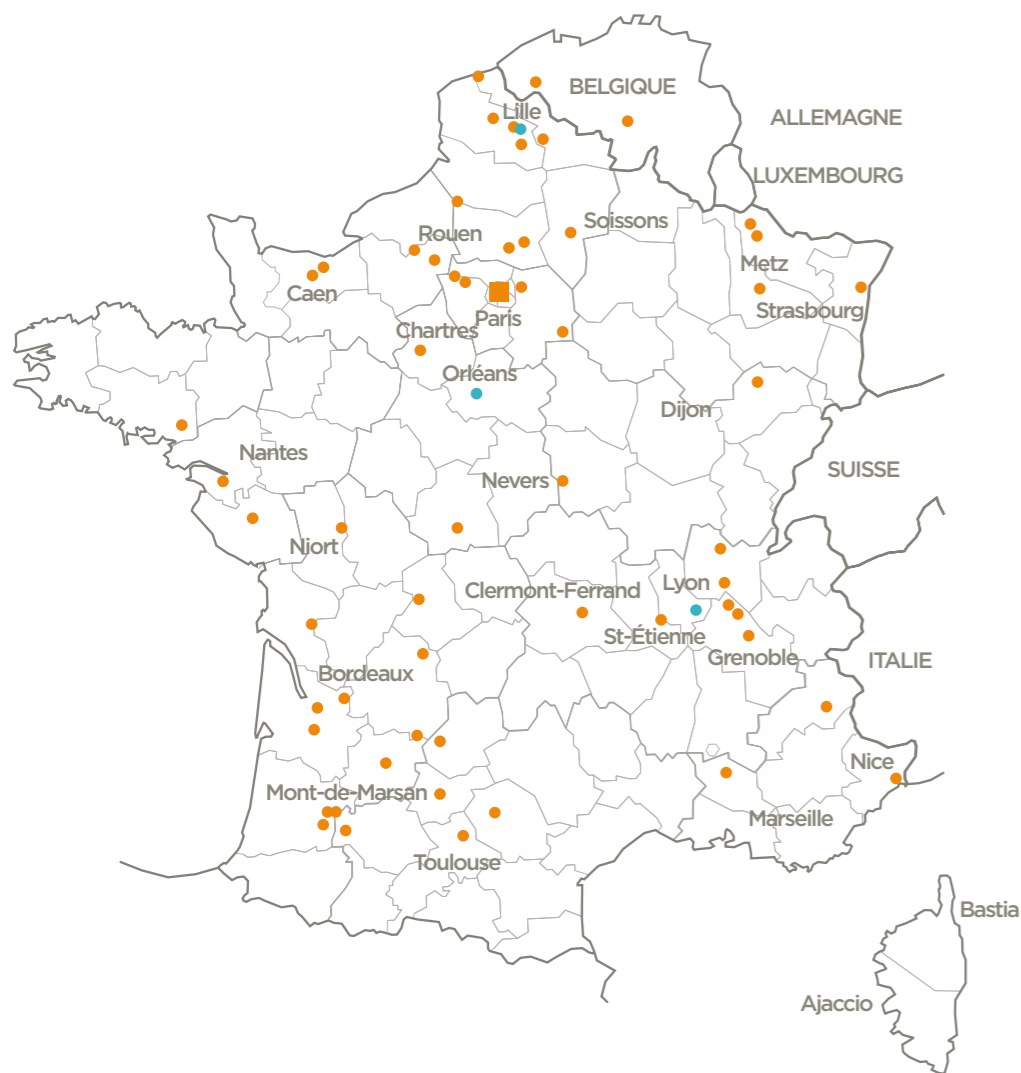 BELGIQUE
Lille
ALLEMAGNE
LUXEMBOURG
Soissons
Rouen
Metz
Caen
Strasbourg
Paris
Chartres
Orléans
Dijon
Nantes
SUISSE
Nevers
Niort
Lyon
Clermont-Ferrand
St-Étienne
Grenoble
ITALIE
Bordeaux
Nice
Mont-de-Marsan
Marseille
Toulouse
Bastia
Ajaccio